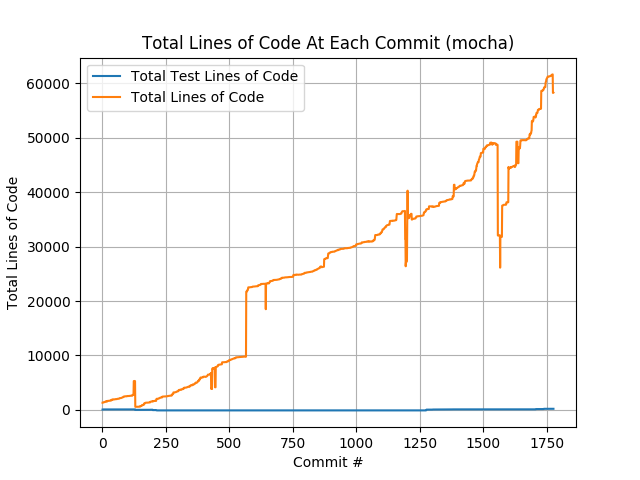 Total Lines of Code At Each Commit (mocha)
Total Test Lines of Code
Total Lines of Code
Total Lines of Code
60000
50000
40000
30000
20000
10000
0
0 250 500 750 1000 1250 1500 1750
Commit #